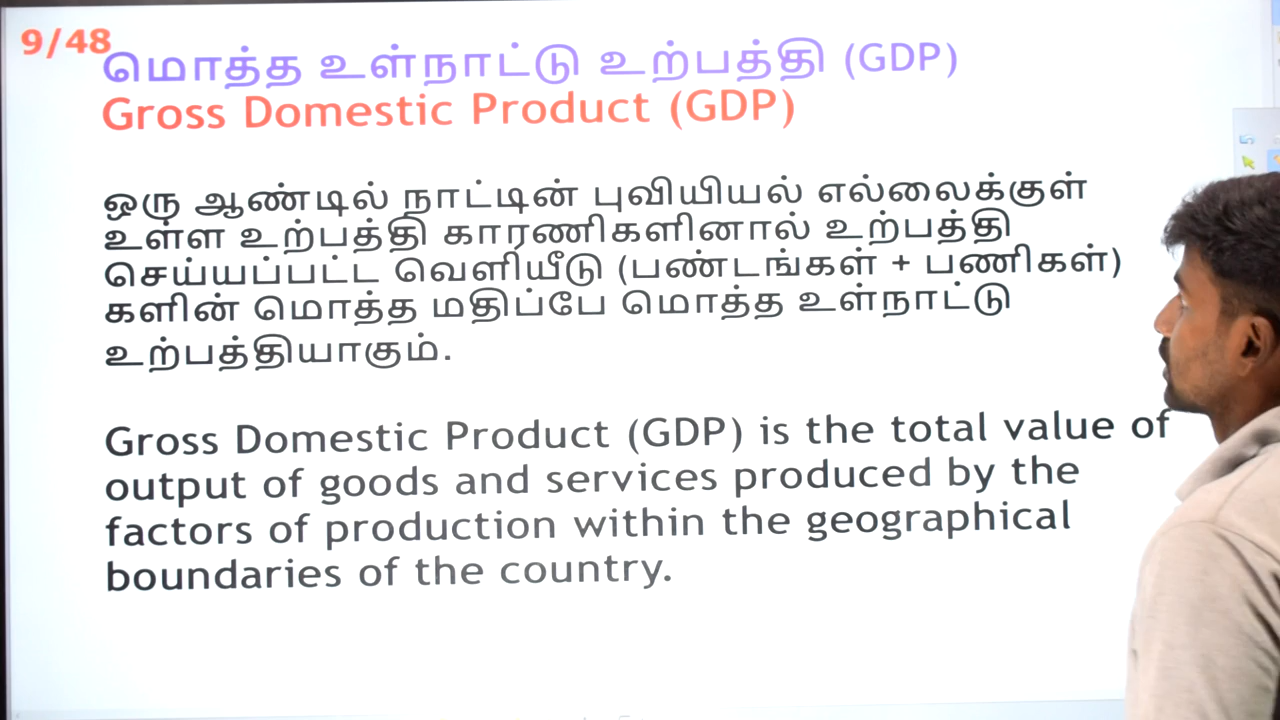 9/48
மொத்த உள்நாட்டு உற்பத்தி (GDP)
Gross Domestic Product (GDP)
ஒரு ஆண்டில் நாட்டின் புவியியல் எல்லைக்குள்
உள்ள உற்பத்தி காரணிகளினால் உற்பத்தி
செய்யப்பட்ட வெளியீடு (பண்டங்கள் + பணிகள்)
களின் மொத்த மதிப்பே மொத்த உள்நாட்டு
உற்பத்தியாகும்.
Gross Domestic Product (GDP) is the total value of
output of goods and services produced by the
factors of production within the geographical
boundaries of the country.